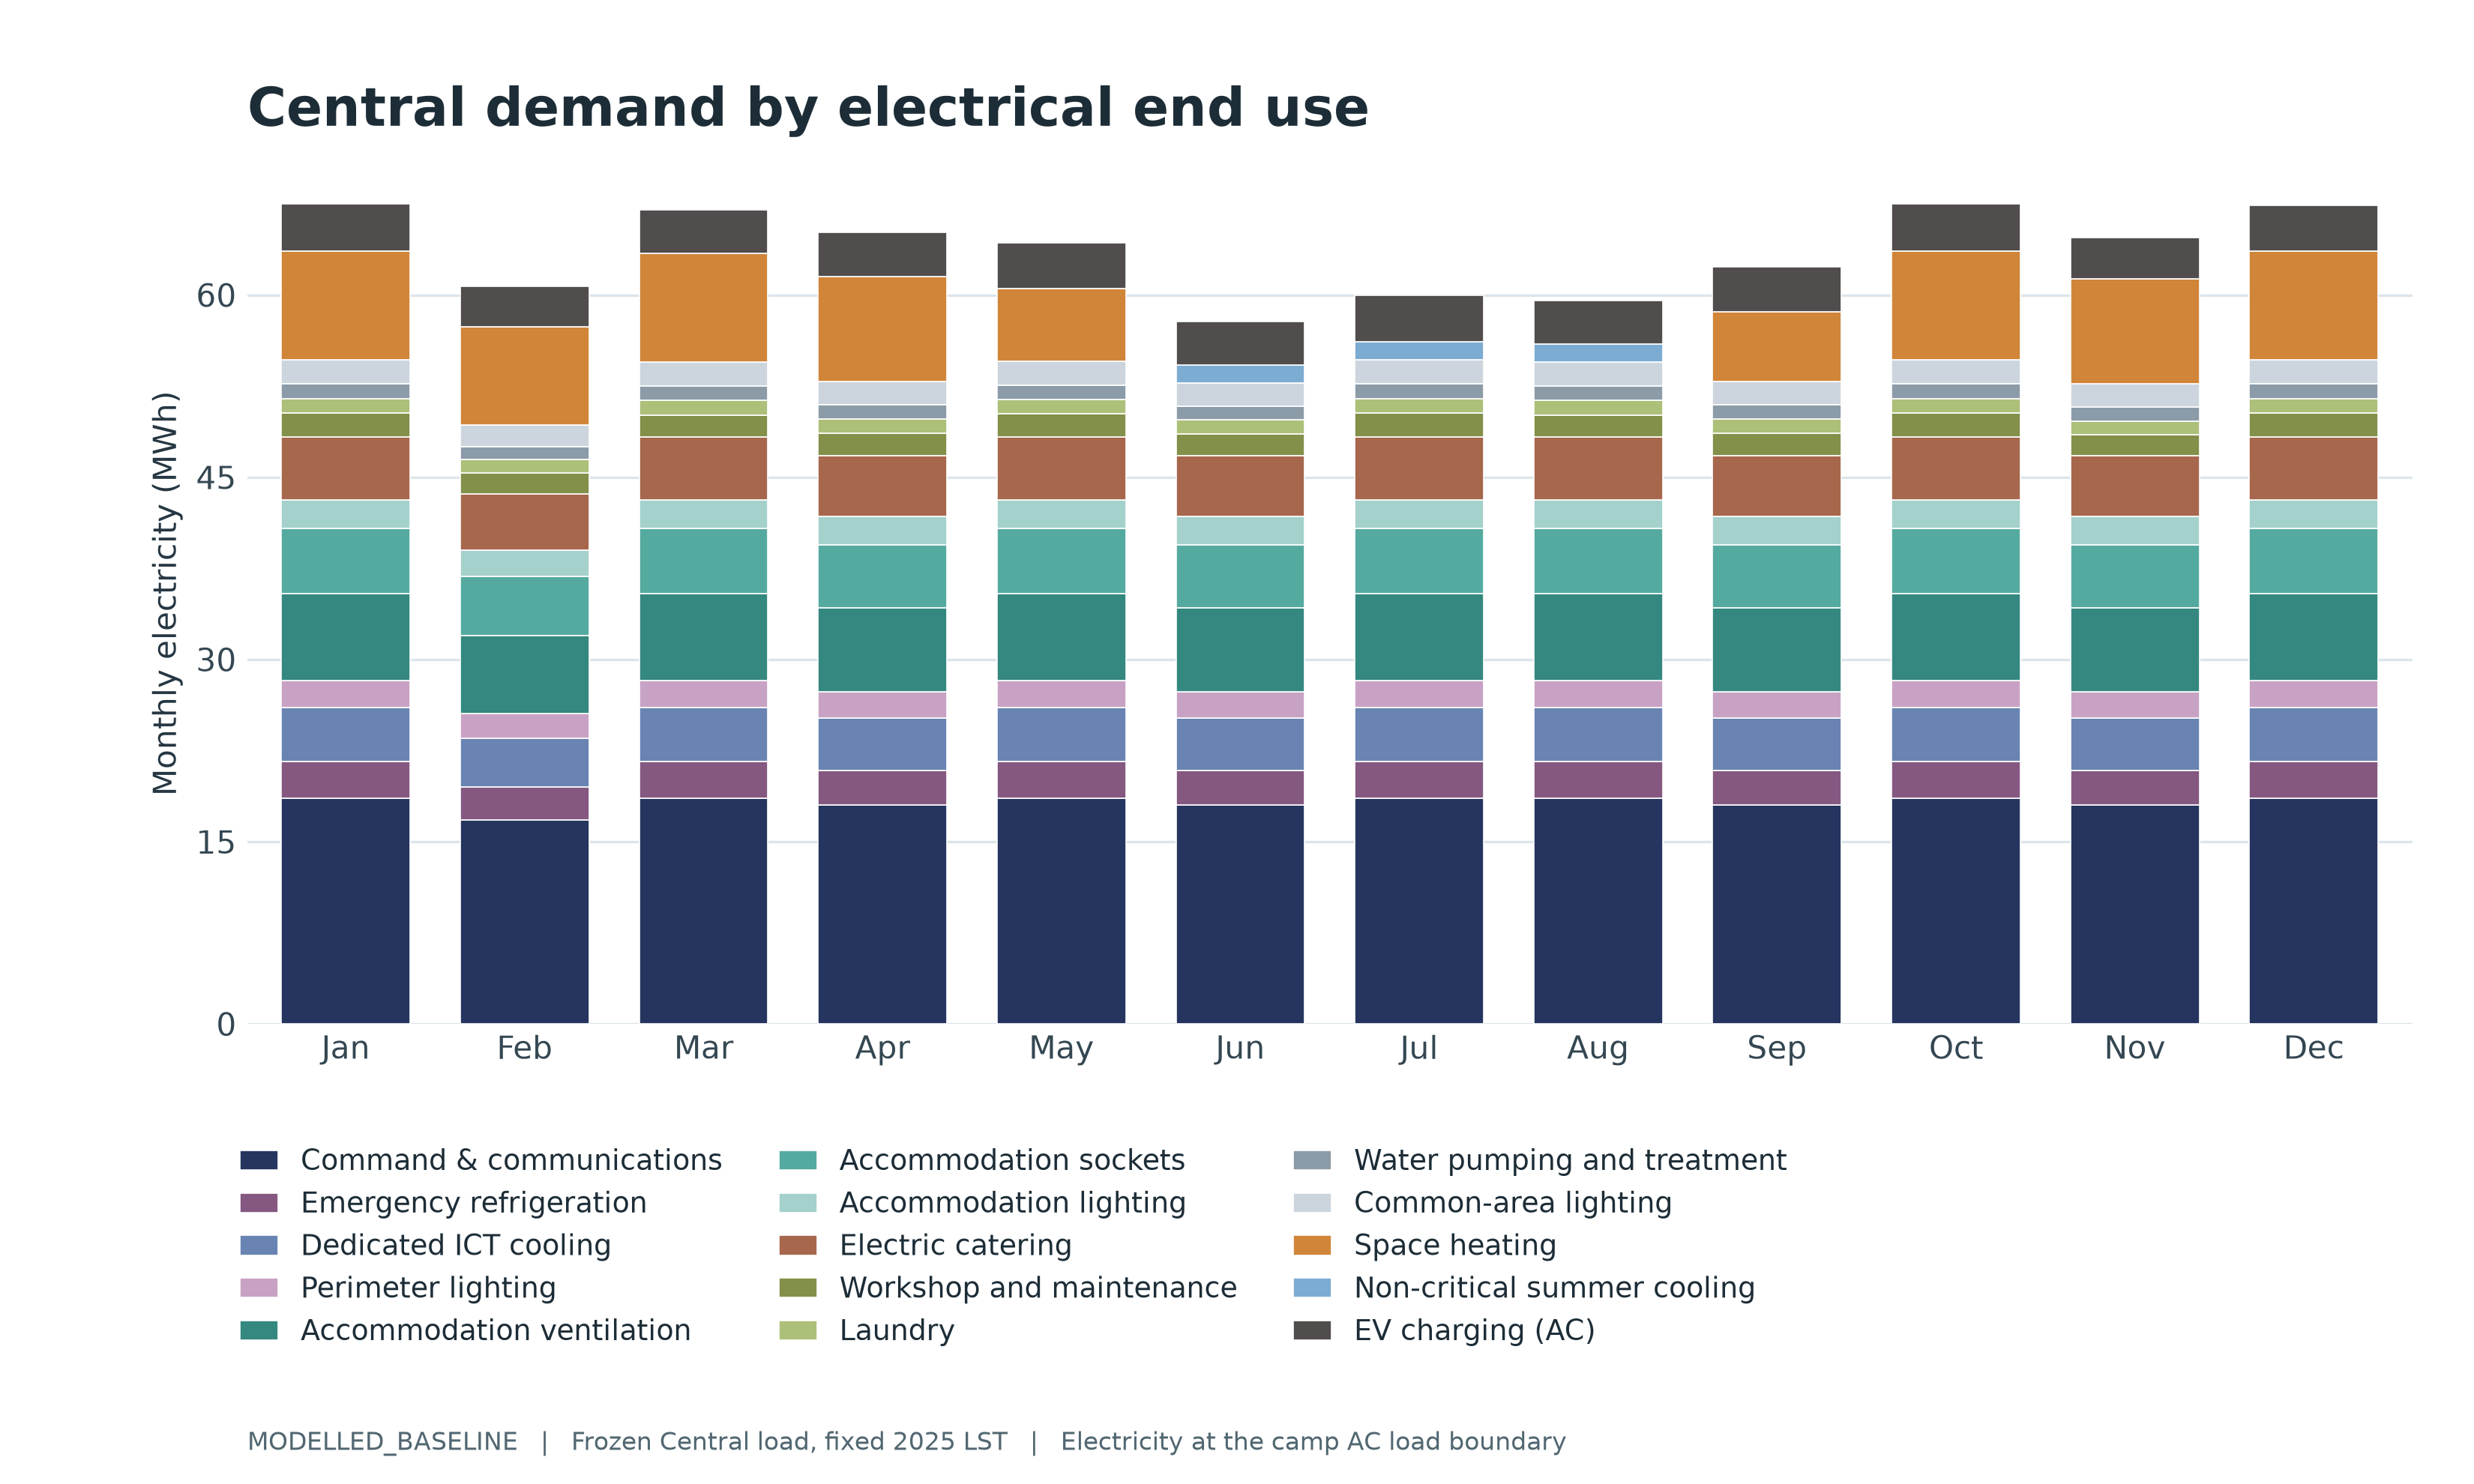 Central demand by electrical end use
Monthly electricity (MWh)
60
45
30
15
0
Jan Feb Mar Apr May Jun Jul Aug Sep Oct Nov Dec
Command & communications
Emergency refrigeration
Dedicated ICT cooling
Perimeter lighting
Accommodation ventilation
Accommodation sockets
Accommodation lighting
Electric catering
Workshop and maintenance
Laundry
Water pumping and treatment
Common-area lighting
Space heating
Non-critical summer cooling
EV charging (AC)
MODELLED_BASELINE | Frozen Central load, fixed 2025 LST | Electricity at the camp AC load boundary